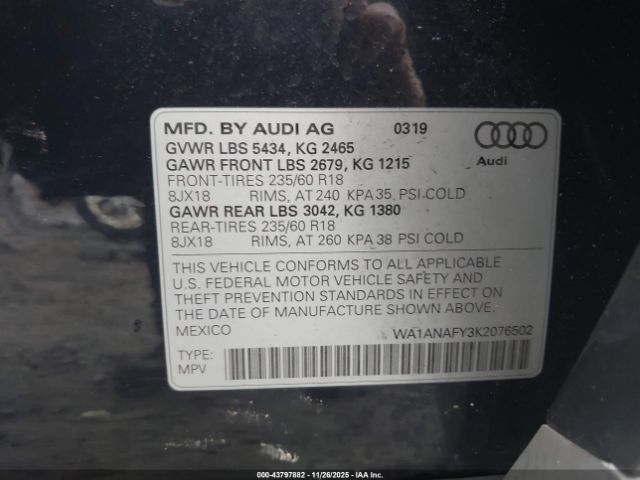 MFD. BY AUDI AG 0319
GVWR LBS 5434, KG 2465
GAWR FRONT LBS 2679, KG 1215
Audi
FRONT-TIRES 235/60 R18
8JX18 RIMS, AT 240 KPA 35, PSI COLD
GAWR REAR LBS 3042, KG 1380
REAR-TIRES 235/60 R18
8JX18 RIMS, AT 260 KPA 38 PSI COLD
THIS VEHICLE CONFORMS TO ALL APPLICABLE
U.S. FEDERAL MOTOR VEHICLE SAFETY AND
THEFT PREVENTION STANDARDS IN EFFECT ON
THE DATE OF MANUFACTURE SHOWN ABOVE.
MEXICO WA1ANAFY3K2076502
TYPE:
MPV
000-43797882 - 11/26/2025 - IAAI Inc. Copyright